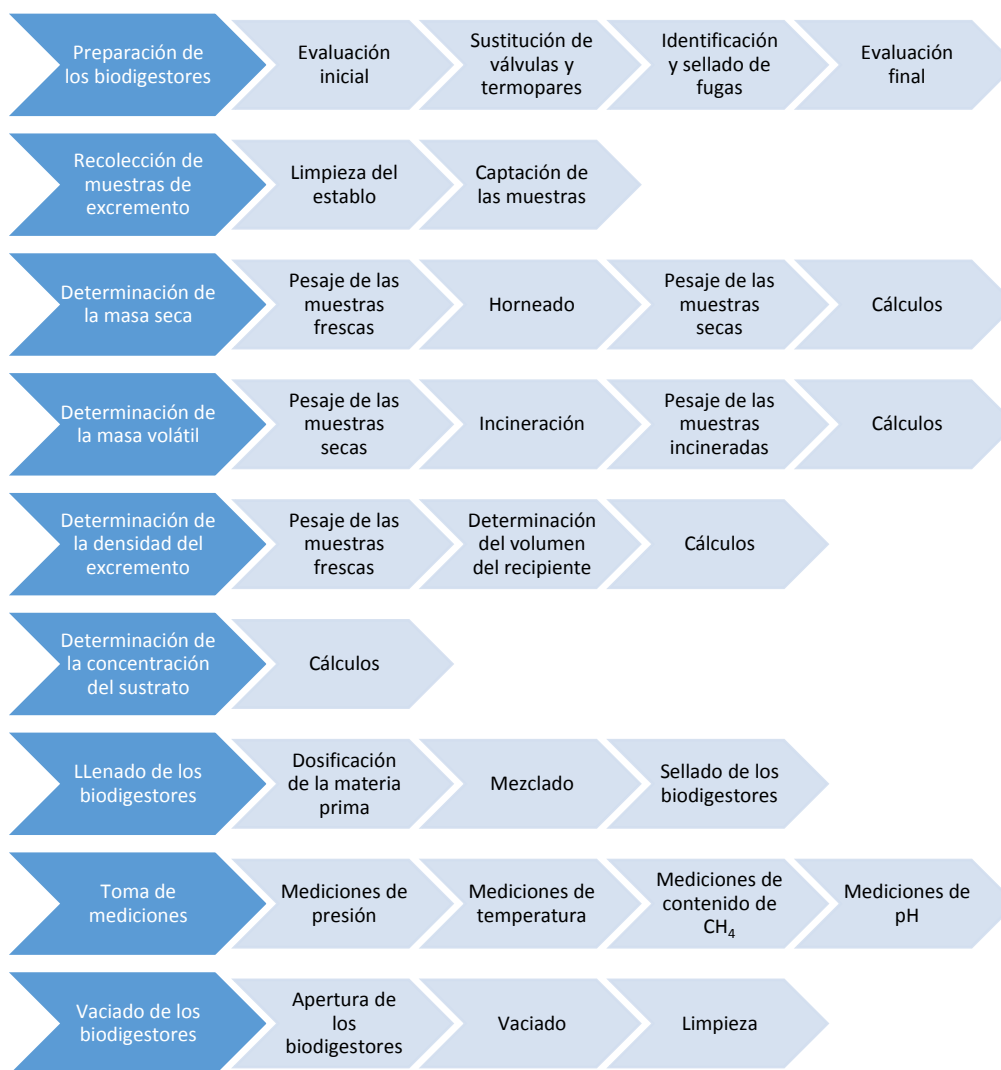 Preparación de
los biodigestores
Evaluación
inicial
Sustitución de
válvulas y
termopares
Identificación
y sellado de
fugas
Evaluación
final
Recolección de
muestras de
excremento
Limpieza del
establo
Captación de
las muestras
Determinación de
la masa seca
Pesaje de las
muestras
frescas
Horneado
Pesaje de las
muestras
secas
Cálculos
Determinación de
la masa volátil
Pesaje de las
muestras
secas
Incineración
Pesaje de las
muestras
incineradas
Cálculos
Determinación de
la densidad del
excremento
Pesaje de las
muestras
frescas
Determinación
del volumen
del recipiente
Cálculos
Determinación de
la concentración
del sustrato
Cálculos
LLenado de los
biodigestores
Dosificación
de la materia
prima
Mezclado
Sellado de los
biodigestores
Toma de
mediciones
Mediciones de
presión
Mediciones de
temperatura
Mediciones de
contenido de
CH₄
Mediciones de
pH
Vaciado de los
biodigestores
Apertura de
los
biodigestores
Vaciado
Limpieza